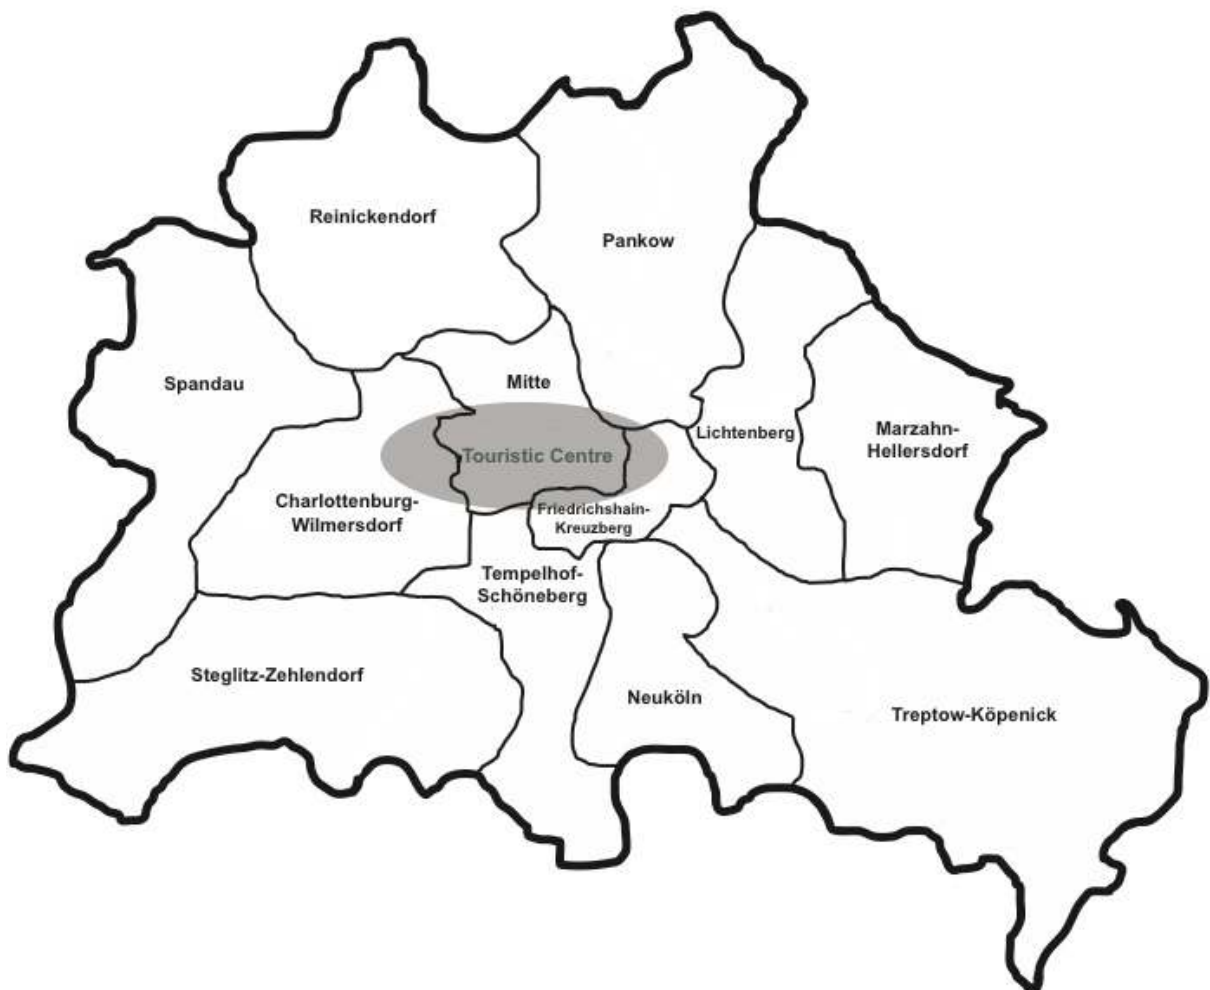 Reinickendorf
Pankow
Spandau
Mitte
Lichtenberg
Marzahn-
Hellersdorf
Touristic Centre
Charlottenburg-
Wilmersdorf
Friedrichshain-
Kreuzberg
Tempelhof-
Schöneberg
Steglitz-Zehlendorf
Neuköln
Treptow-Köpenick